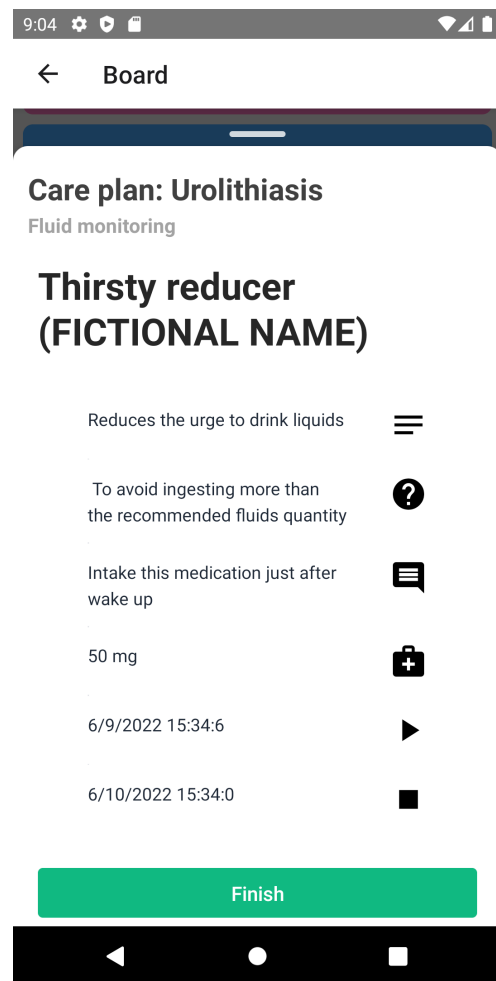 9:04
Board
Care plan: Urolithiasis
Fluid monitoring
Thirsty reducer
(FICTIONAL NAME)
Reduces the urge to drink liquids
To avoid ingesting more than
the recommended fluids quantity
Intake this medication just after
wake up
50 mg
6/9/2022 15:34:6
6/10/2022 15:34:0
Finish